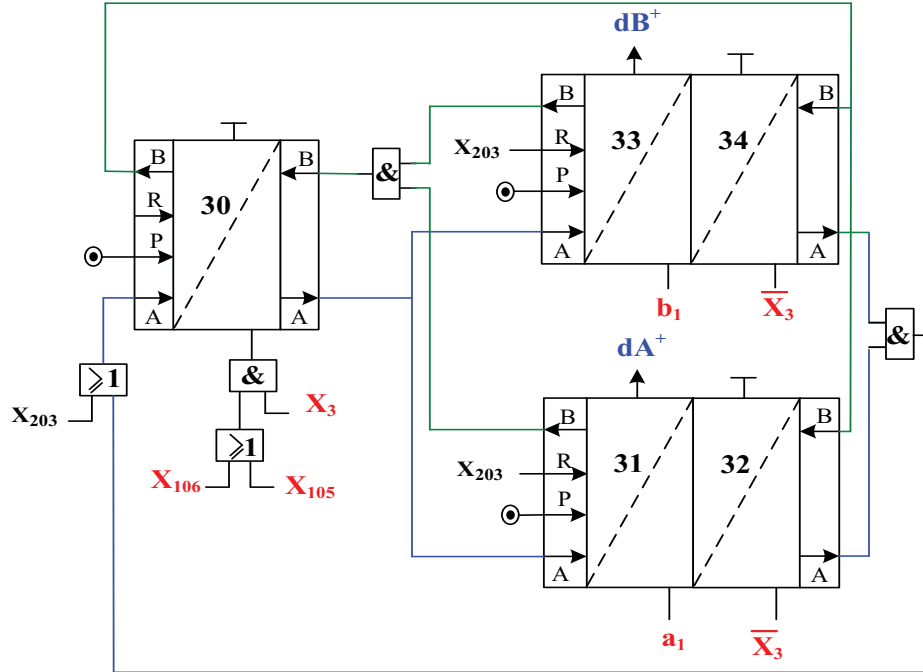 dB⁺
B
R
P
A
33
34
B
A
X₂₀₃
b₁
X̅₃
B
R
P
A
30
B
A
&
&
≥1
X₂₀₃
&
X₃
≥1
X₁₀₆
X₁₀₅
dA⁺
B
R
P
A
31
32
B
A
X₂₀₃
a₁
X̅₃